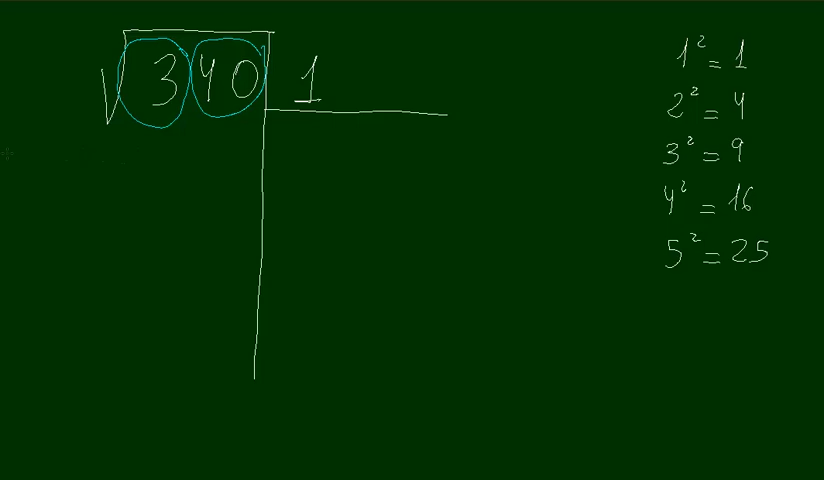 √340 1
1² = 1
2² = 4
3² = 9
4² = 16
5² = 25